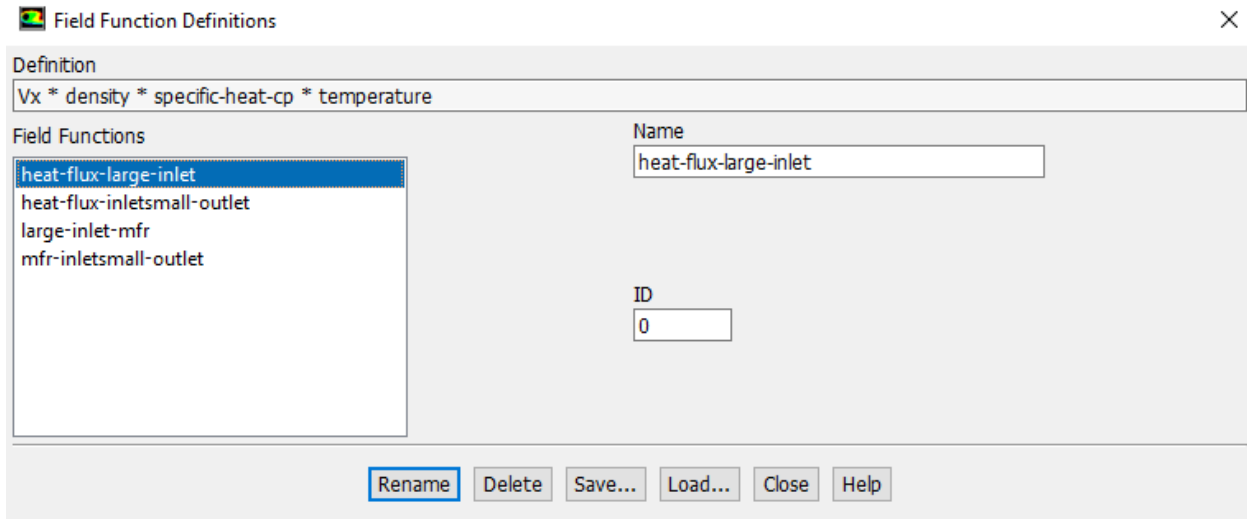 Field Function Definitions
Definition
Vx * density * specific-heat-cp * temperature
Field Functions
heat-flux-large-inlet
heat-flux-inletsmall-outlet
large-inlet-mfr
mfr-inletsmall-outlet
Name
heat-flux-large-inlet
ID
0
Rename Delete Save... Load... Close Help